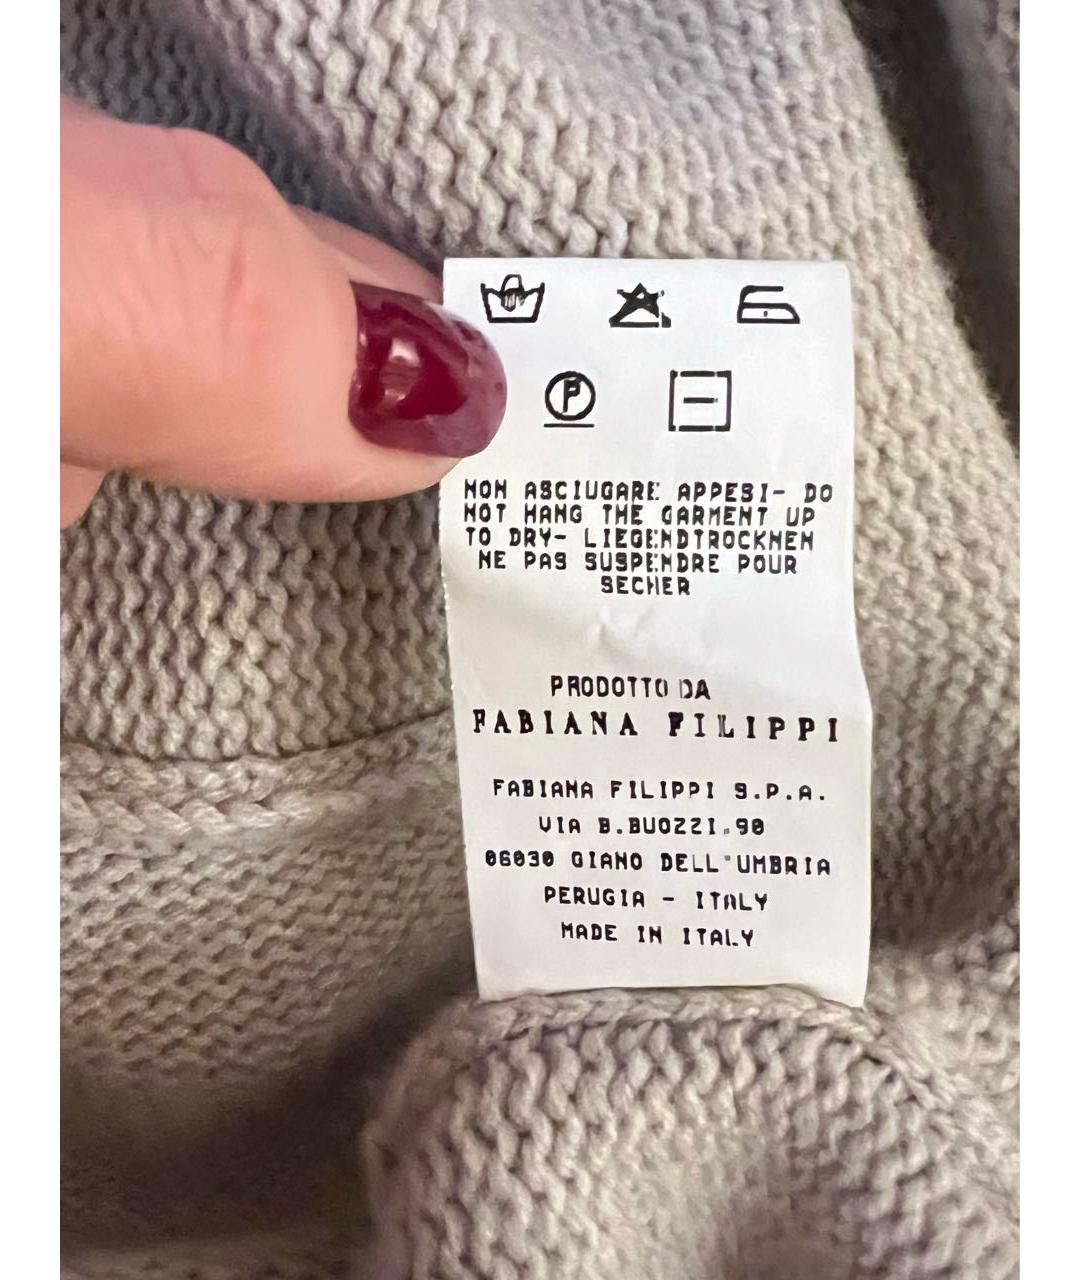 P
NON ASCIUGARE APPESI- DO
NOT HANG THE GARMENT UP
TO DRY- LIEGENDTROCKNEN
NE PAS SUSPENDRE POUR
SECHER
PRODOTTO DA
FABIANA FILIPPI
FABIANA FILIPPI S.P.A.
VIA B.BUOZZI.90
06030 GIANO DELL'UMBRIA
PERUGIA - ITALY
MADE IN ITALY